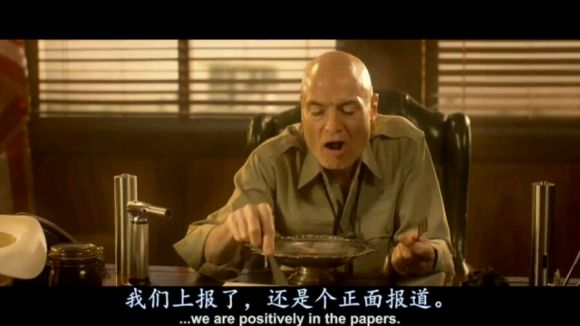 我们上报了，还是个正面报道。
...we are positively in the papers.